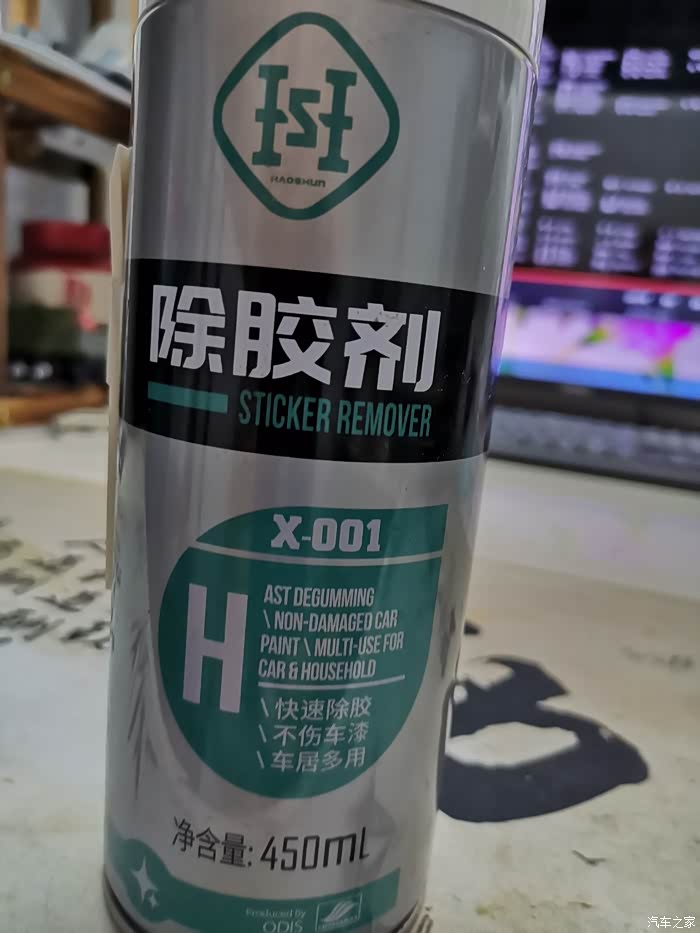 HAOSHUN
除胶剂
STICKER REMOVER
X-001
H
AST DEGUMMING
\ NON-DAMAGED CAR
PAINT \ MULTI-USE FOR
CAR & HOUSEHOLD
\ 快速除胶
\ 不伤车漆
\ 车居多用
净含量: 450mL
Produced by
ODIS
汽车之家